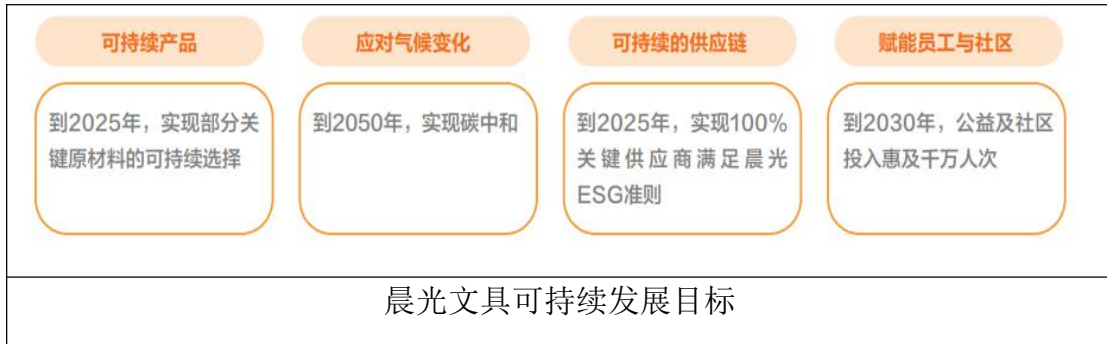 可持续产品
到2025年，实现部分关
键原材料的可持续选择
应对气候变化
到2050年，实现碳中和
可持续的供应链
到2025年，实现100%
关键供应商满足晨光
ESG准则
赋能员工与社区
到2030年，公益及社区
投入惠及千万人次
晨光文具可持续发展目标